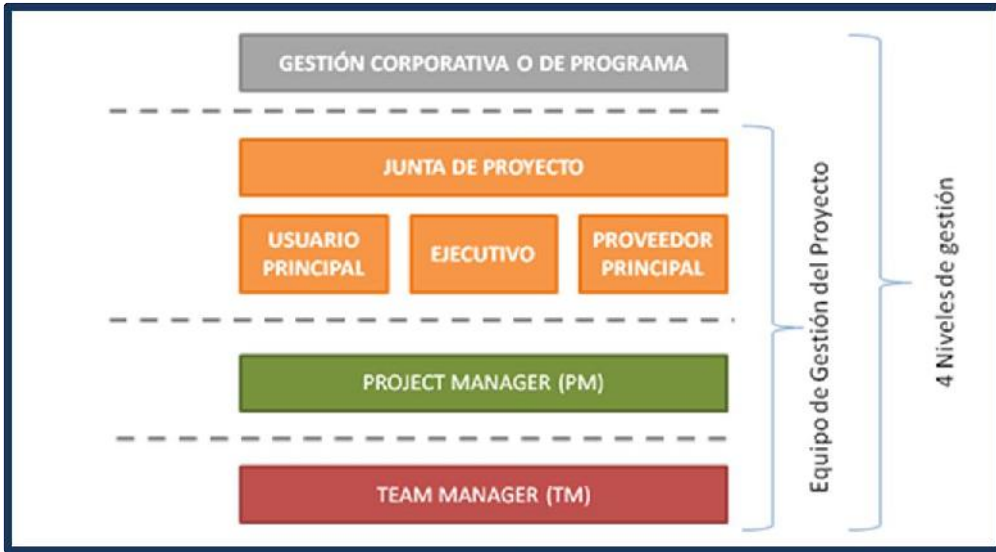 GESTIÓN CORPORATIVA O DE PROGRAMA
JUNTA DE PROYECTO
USUARIO
PRINCIPAL
EJECUTIVO
PROVEEDOR
PRINCIPAL
PROJECT MANAGER (PM)
TEAM MANAGER (TM)
Equipo de Gestión del Proyecto
4 Niveles de gestión